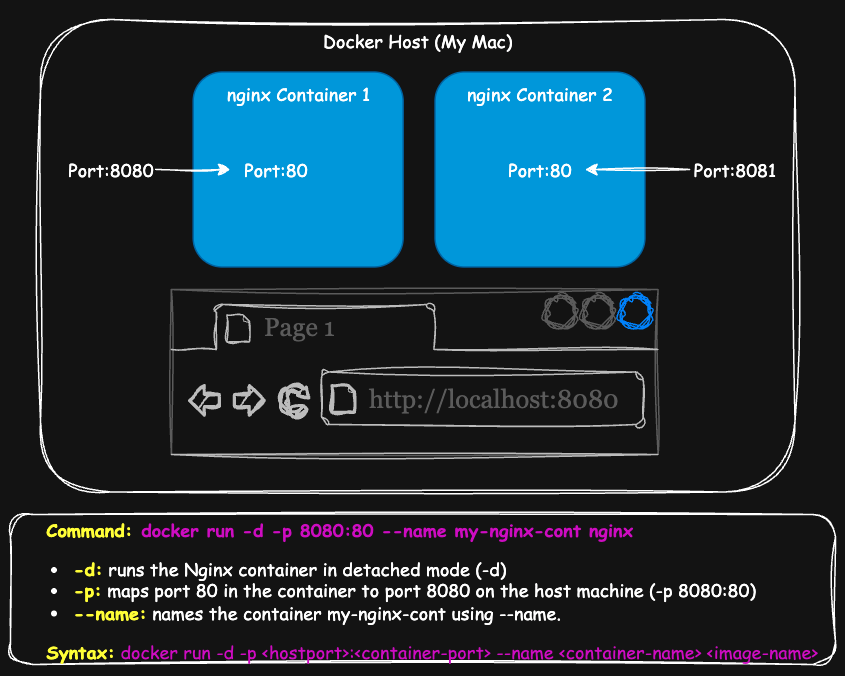 Docker Host (My Mac)
nginx Container 1
nginx Container 2
Port:8080
Port:80
Port:80
Port:8081
Page 1
http://localhost:8080
Command: docker run -d -p 8080:80 --name my-nginx-cont nginx
• -d: runs the Nginx container in detached mode (-d)
• -p: maps port 80 in the container to port 8080 on the host machine (-p 8080:80)
• --name: names the container my-nginx-cont using --name.
Syntax: docker run -d -p <hostport>:<container-port> --name <container-name> <image-name>